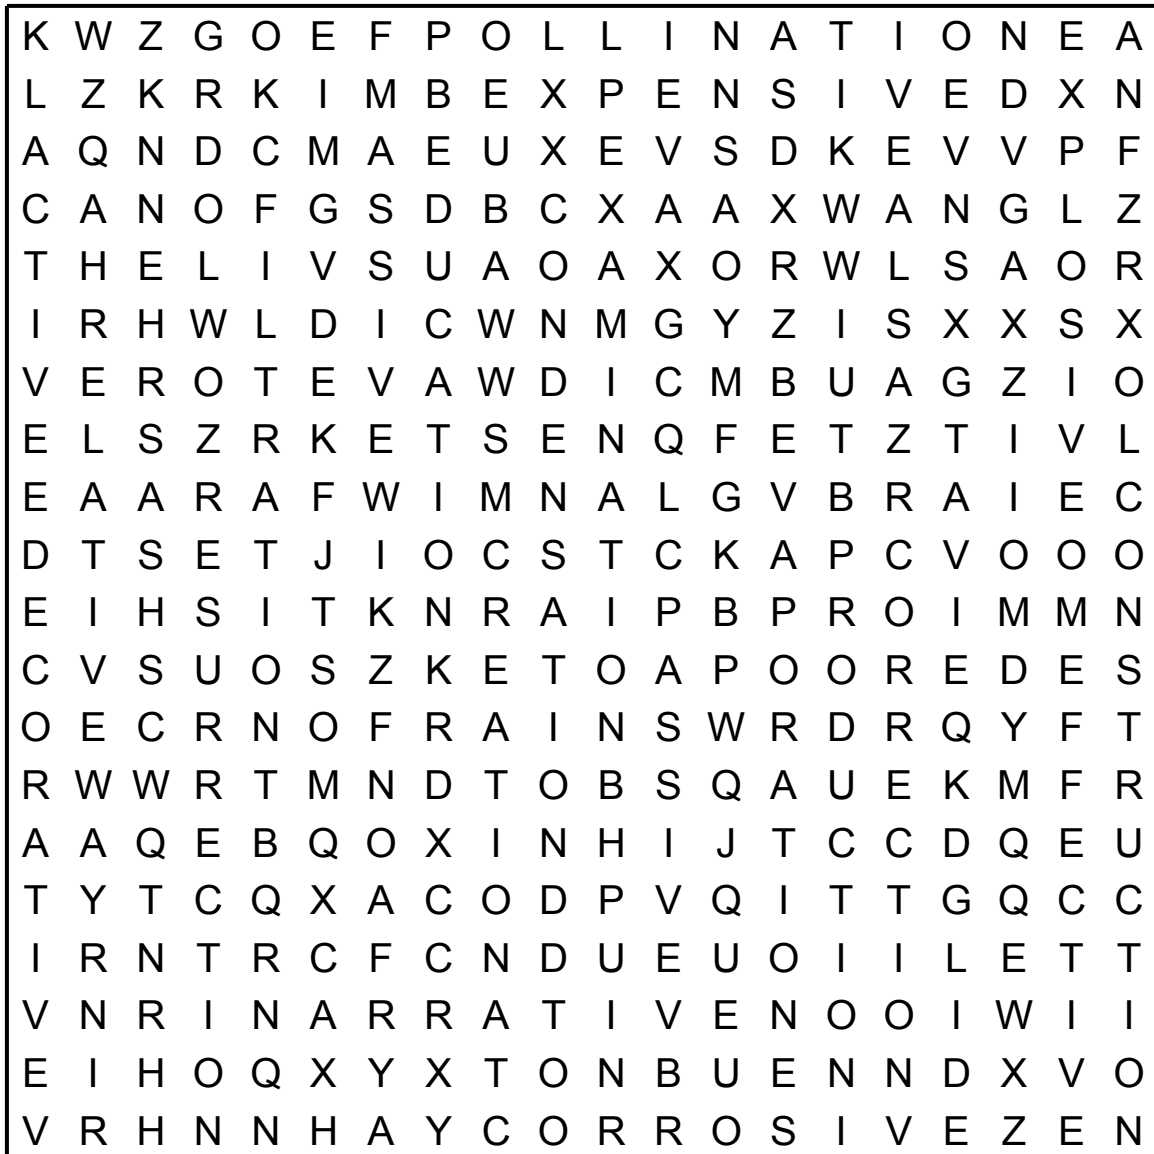 K W Z G O E F P O L L I N A T I O N E A
L Z K R K I M B E X P E N S I V E D X N
A Q N D C M A E U X E V S D K E V V P F
C A N O F G S D B C X A A X W A N G L Z
T H E L I V S U A O A X O R W L S A O R
I R H W L D I C W N M G Y Z I S X X S X
V E R O T E V A W D I C M B U A G Z I O
E L S Z R K E T S E N Q F E T Z T I V L
E A A R A F W I M N A L G V B R A I E C
D T S E T J I O C S T C K A P C V O O O
E I H S I T K N R A I P B P R O I M M N
C V S U O S Z K E T O A P O O R E D E S
O E C R N O F R A I N S W R D R Q Y F T
R W W R T M N D T O B S Q A U E K M F R
A A Q E B Q O X I N H I J T C C D Q E U
T Y T C Q X A C O D P V Q I T T G Q C C
I R N T R C F C N D U E U O I I L E T T
V N R I N A R R A T I V E N O O I W I I
E I H O Q X Y X T O N B U E N N D X V O
V R H N N H A Y C O R R O S I V E Z E N